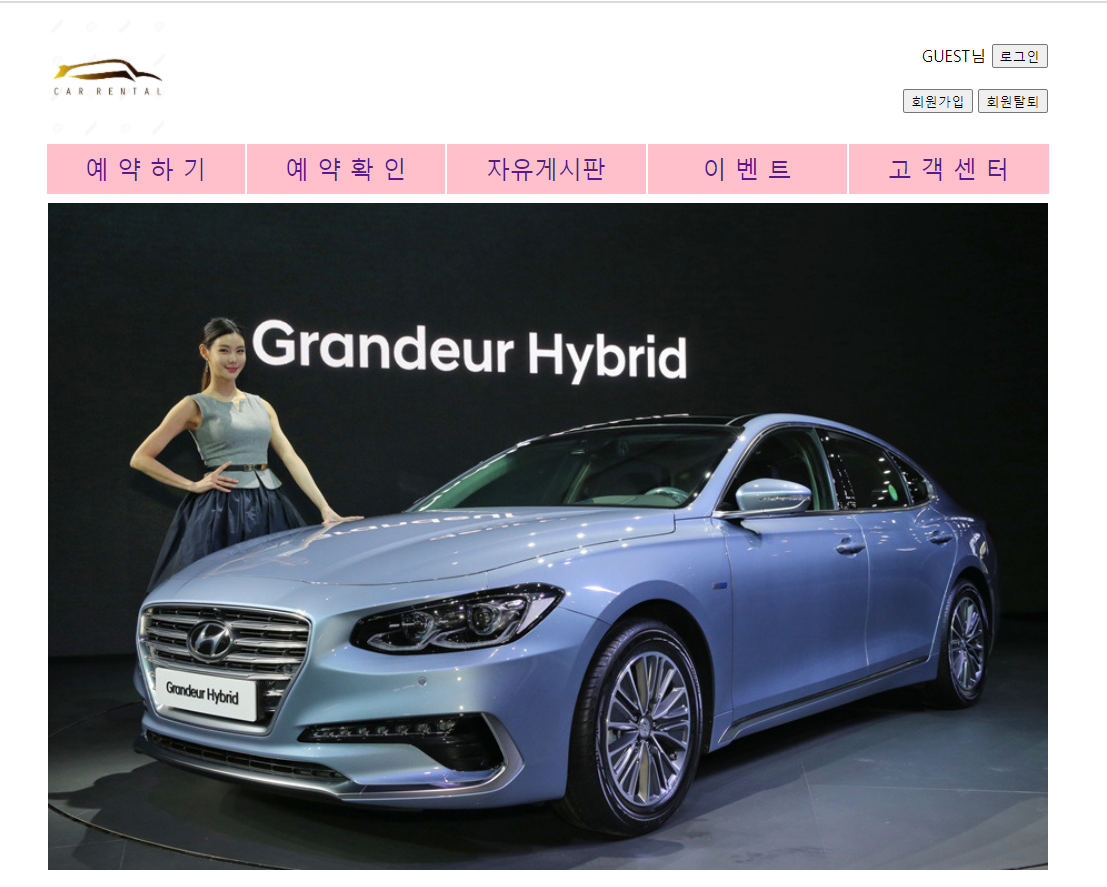 CAR RENTAL
GUEST님 로그인
회원가입 회원탈퇴
예 약 하 기 예 약 확 인 자유게시판 이 벤 트 고 객 센 터
Grandeur Hybrid
Grandeur Hybrid